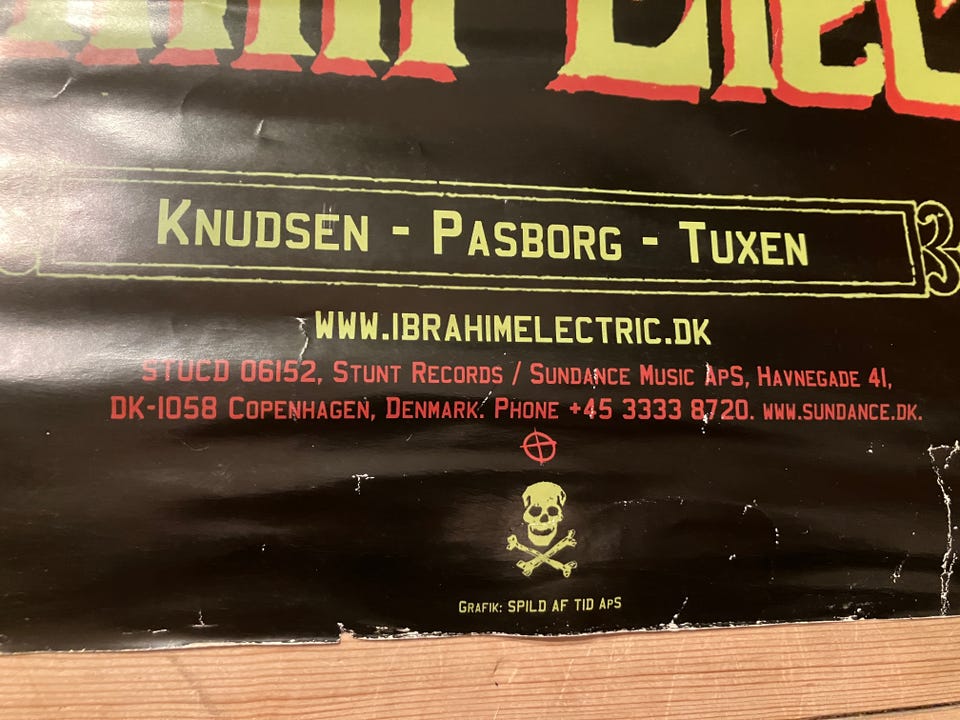 Knudsen - Pasborg - Tuxen
www.ibrahimelectric.dk
STUCD 06152, Stunt Records / Sundance Music ApS, Havnegade 41,
DK-1058 Copenhagen, Denmark. Phone +45 3333 8720. www.sundance.dk.
Grafik: SPILD AF TID ApS